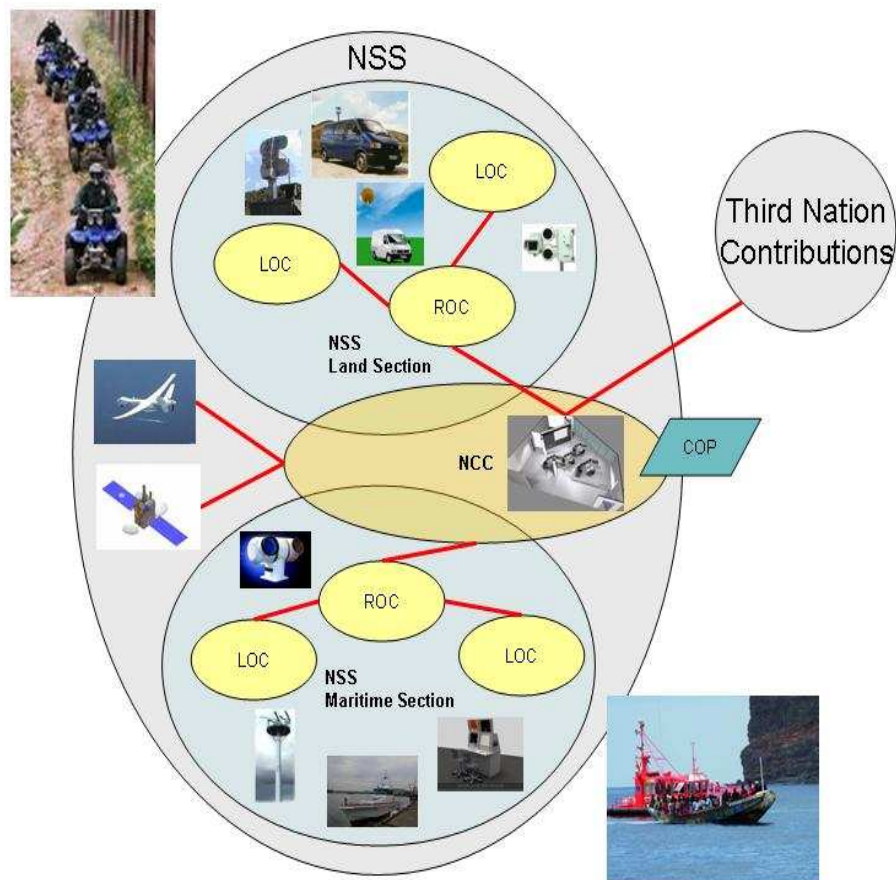 NSS
LOC
LOC
ROC
NSS
Land Section
Third Nation
Contributions
NCC
COP
ROC
LOC
LOC
NSS
Maritime Section